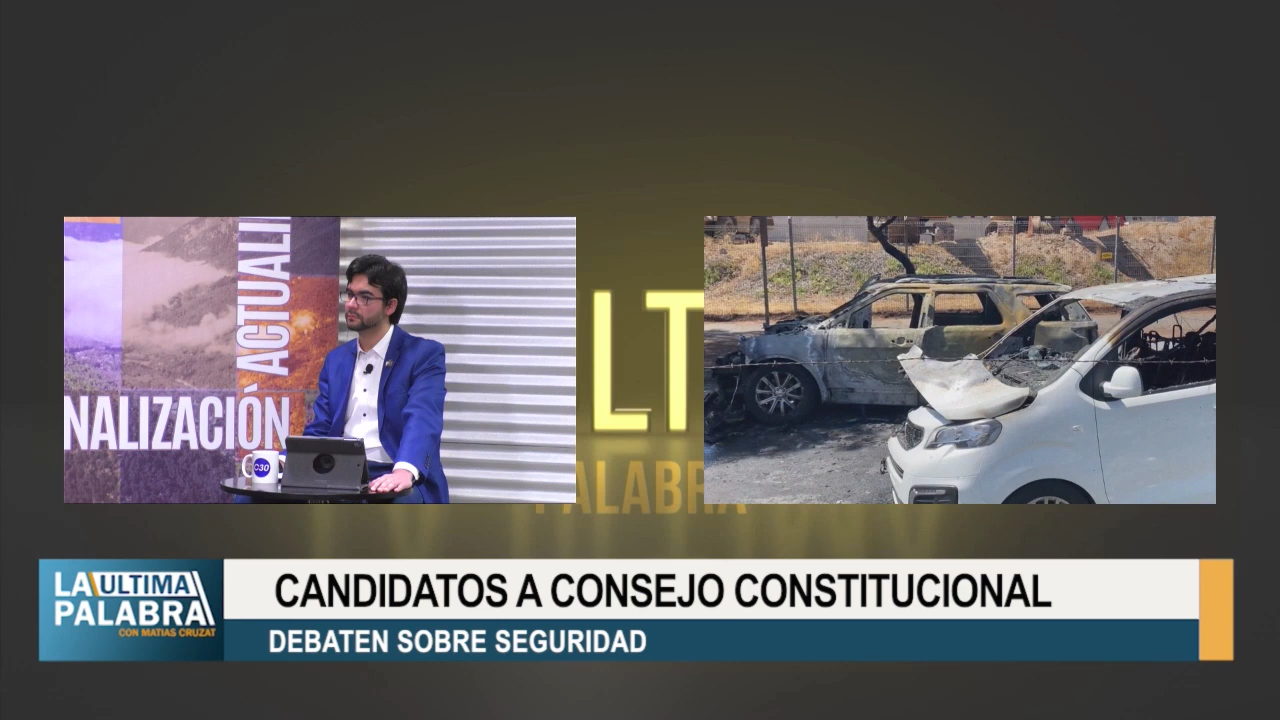 ACTUALI
NALIZACIÓN
C30
LT
PALABRA
LA ULTIMA
PALABRA
CON MATIAS CRUZAT
CANDIDATOS A CONSEJO CONSTITUCIONAL
DEBATEN SOBRE SEGURIDAD